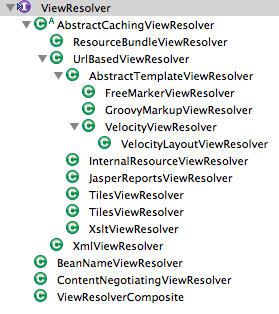 I ViewResolver
C A AbstractCachingViewResolver
C ResourceBundleViewResolver
C UrlBasedViewResolver
C AbstractTemplateViewResolver
C FreeMarkerViewResolver
C GroovyMarkupViewResolver
C VelocityViewResolver
C VelocityLayoutViewResolver
C InternalResourceViewResolver
C JasperReportsViewResolver
C TilesViewResolver
C TilesViewResolver
C XsltViewResolver
C XmlViewResolver
C BeanNameViewResolver
C ContentNegotiatingViewResolver
C ViewResolverComposite